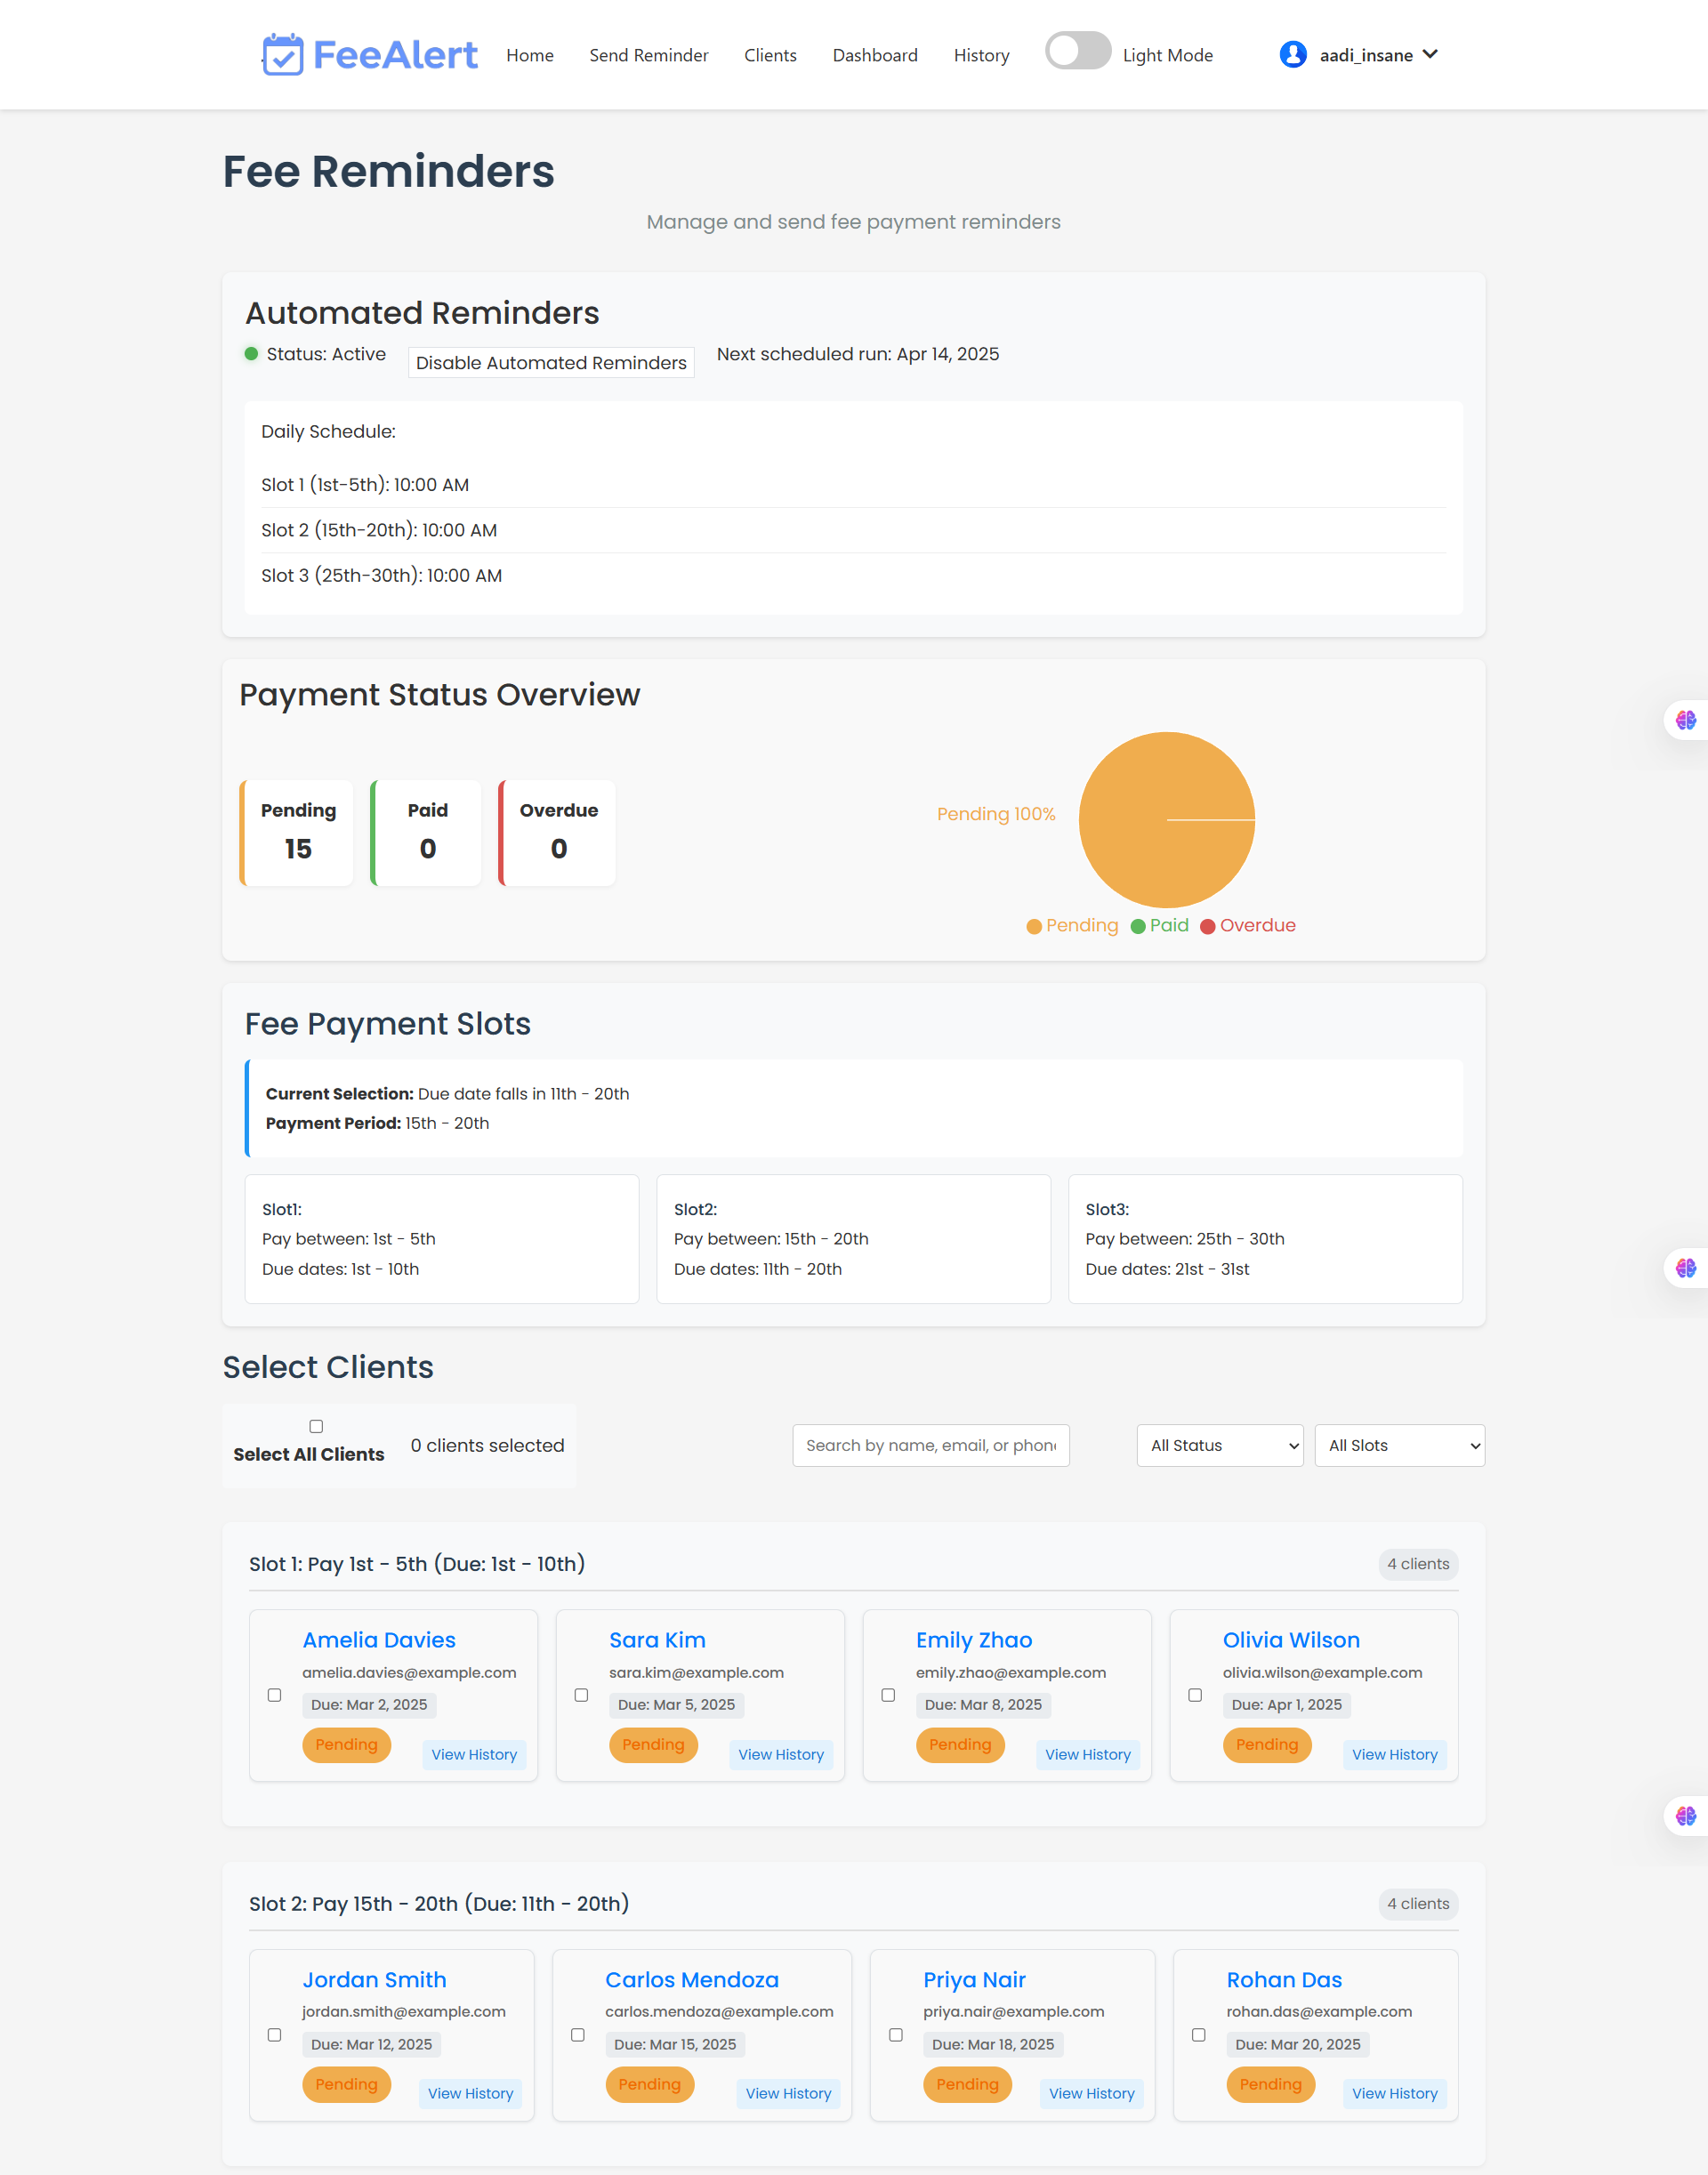 FeeAlert Home Send Reminder Clients Dashboard History Light Mode aadi_insane
Fee Reminders
Manage and send fee payment reminders
Automated Reminders
Status: Active Disable Automated Reminders Next scheduled run: Apr 14, 2025
Daily Schedule:
Slot 1 (1st-5th): 10:00 AM
Slot 2 (15th-20th): 10:00 AM
Slot 3 (25th-30th): 10:00 AM
Payment Status Overview
Pending Paid Overdue
15 0 0
Pending 100%
Pending Paid Overdue
Fee Payment Slots
Current Selection: Due date falls in 11th - 20th
Payment Period: 15th - 20th
Slot1:
Pay between: 1st - 5th
Due dates: 1st - 10th
Slot2:
Pay between: 15th - 20th
Due dates: 11th - 20th
Slot3:
Pay between: 25th - 30th
Due dates: 21st - 31st
Select Clients
Select All Clients
0 clients selected
Search by name, email, or phon
All Status
All Slots
Slot 1: Pay 1st - 5th (Due: 1st - 10th) 4 clients
Amelia Davies
amelia.davies@example.com
Due: Mar 2, 2025
Pending View History
Sara Kim
sara.kim@example.com
Due: Mar 5, 2025
Pending View History
Emily Zhao
emily.zhao@example.com
Due: Mar 8, 2025
Pending View History
Olivia Wilson
olivia.wilson@example.com
Due: Apr 1, 2025
Pending View History
Slot 2: Pay 15th - 20th (Due: 11th - 20th) 4 clients
Jordan Smith
jordan.smith@example.com
Due: Mar 12, 2025
Pending View History
Carlos Mendoza
carlos.mendoza@example.com
Due: Mar 15, 2025
Pending View History
Priya Nair
priya.nair@example.com
Due: Mar 18, 2025
Pending View History
Rohan Das
rohan.das@example.com
Due: Mar 20, 2025
Pending View History